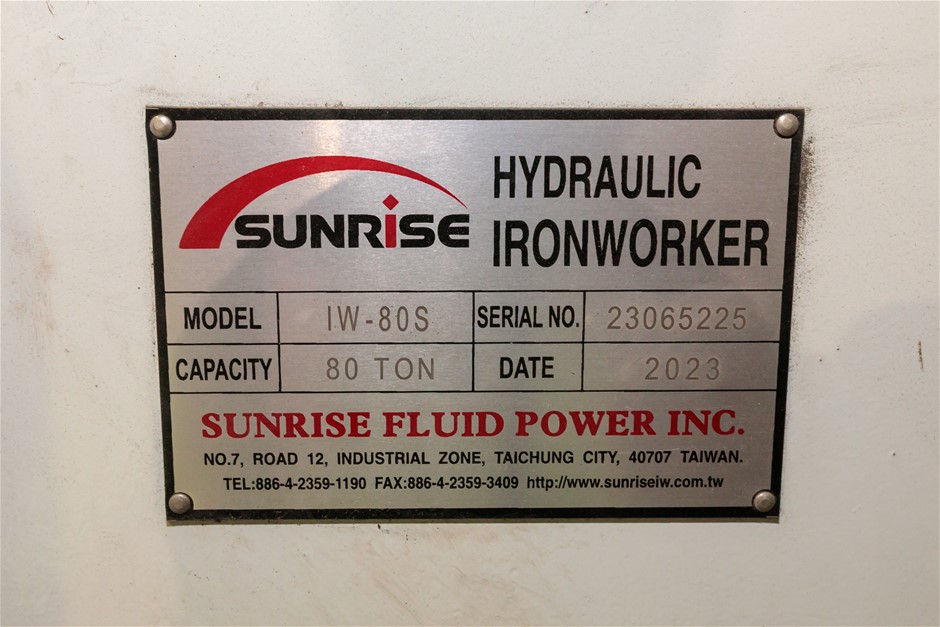 SUNRiSE
HYDRAULIC
IRONWORKER
MODEL IW-80S SERIAL NO. 23065225
CAPACITY 80 TON DATE 2023
SUNRISE FLUID POWER INC.
NO.7, ROAD 12, INDUSTRIAL ZONE, TAICHUNG CITY, 40707 TAIWAN.
TEL:886-4-2359-1190 FAX:886-4-2359-3409 http://www.sunriseiw.com.tw